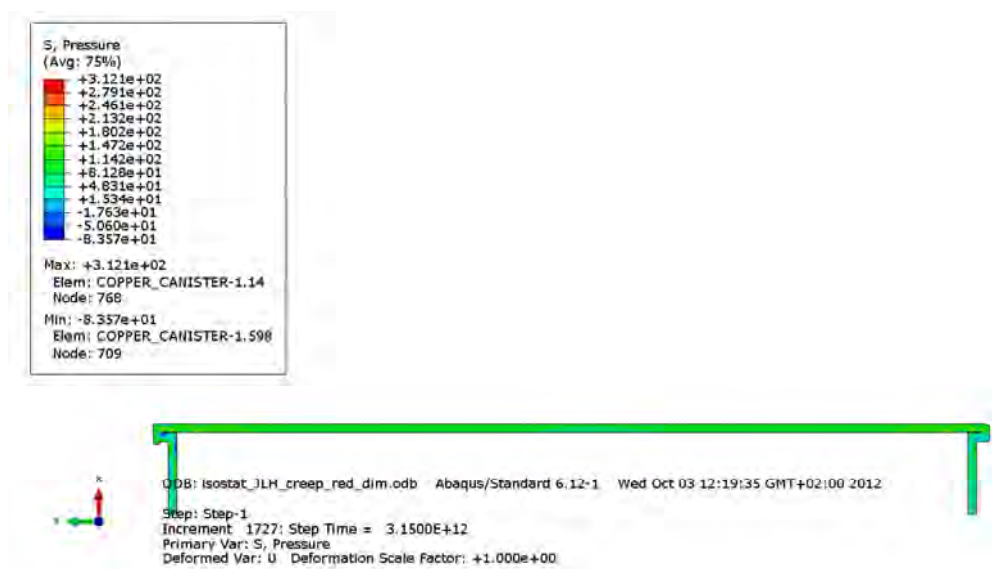 S, Pressure
(Avg: 75%)
+3.121e+02
+2.791e+02
+2.461e+02
+2.132e+02
+1.802e+02
+1.472e+02
+1.142e+02
+8.128e+01
+4.831e+01
+1.534e+01
-1.763e+01
-5.060e+01
-8.357e+01
Max: +3.121e+02
Elem: COPPER_CANISTER-1.14
Node: 768
Min: -8.357e+01
Elem: COPPER_CANISTER-1.598
Node: 709
X
Y
ODB: isostat_JLH_creep_red_dim.odb Abaqus/Standard 6.12-1 Wed Oct 03 12:19:35 GMT+02:00 2012
Step: Step-1
Increment 1727: Step Time = 3.1500E+12
Primary Var: S, Pressure
Deformed Var: U Deformation Scale Factor: +1.000e+00